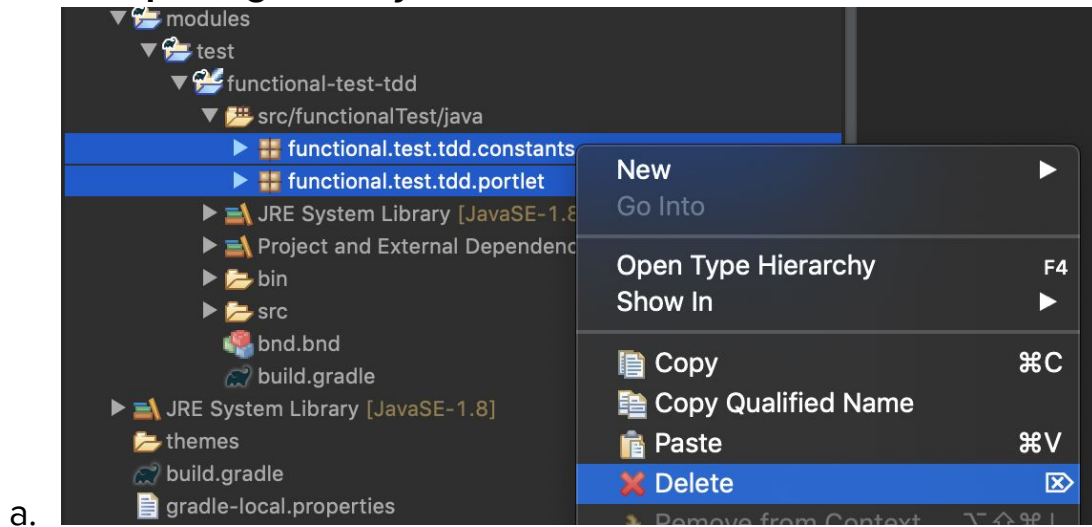 modules
test
functional-test-tdd
src/functionalTest/java
functional.test.tdd.constants
functional.test.tdd.portlet
JRE System Library [JavaSE-1.8
Project and External Dependenc
bin
src
bnd.bnd
build.gradle
JRE System Library [JavaSE-1.8]
themes
build.gradle
gradle-local.properties
New
Go Into
Open Type Hierarchy F4
Show In
Copy ⌘C
Copy Qualified Name
Paste ⌘V
Delete ⌦
Remove from Context
a.